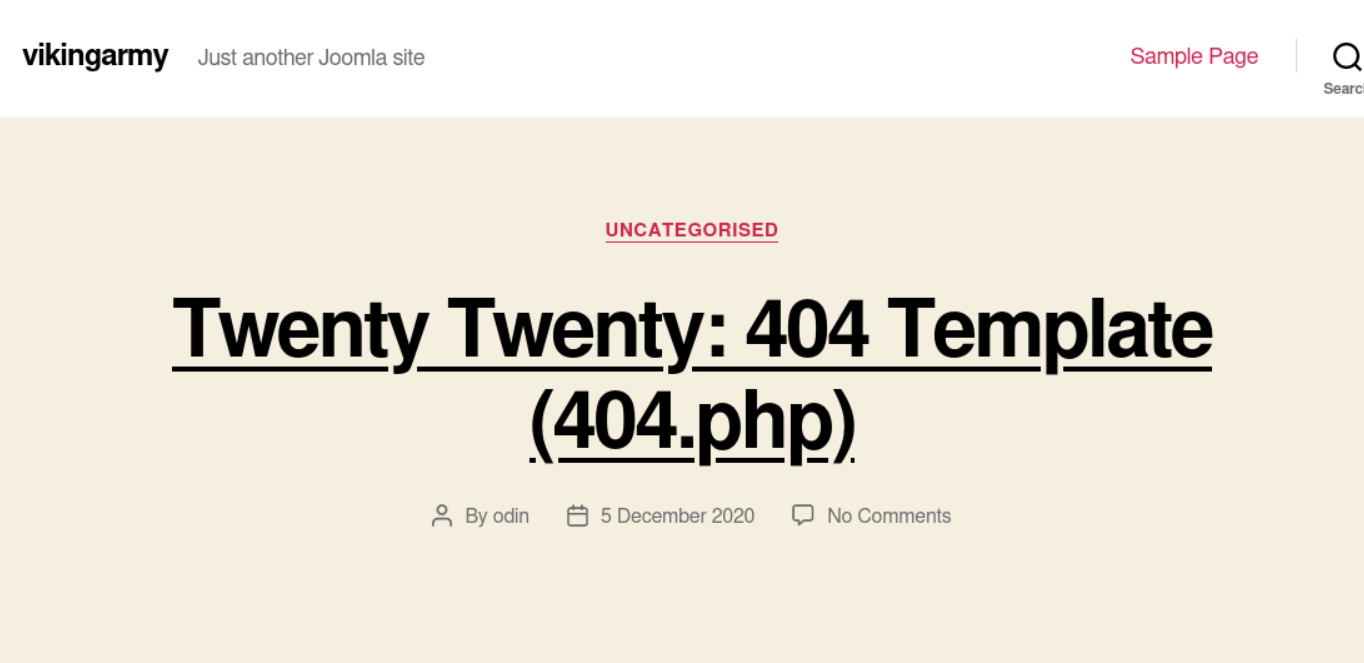 vikingarmy Just another Joomla site Sample Page
Searc
UNCATEGORISED
Twenty Twenty: 404 Template
(404.php)
By odin 5 December 2020 No Comments